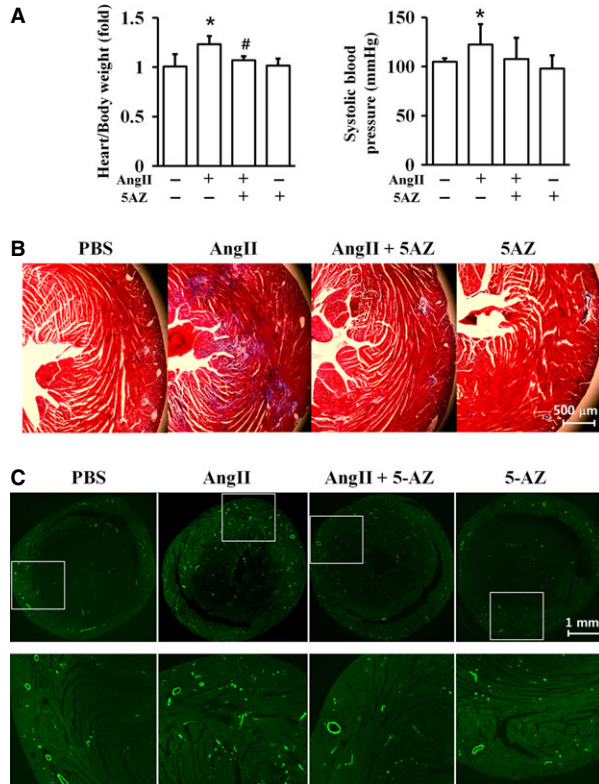 A
Heart/Body weight (fold)
1.5
1
0.5
0
*
#
AngII – + + –
5AZ – – + +
Systolic blood
pressure (mmHg)
150
100
50
0
*
AngII – + + –
5AZ – – + +
B
PBS AngII AngII + 5AZ 5AZ
500 µm
C
PBS AngII AngII + 5-AZ 5-AZ
1 mm